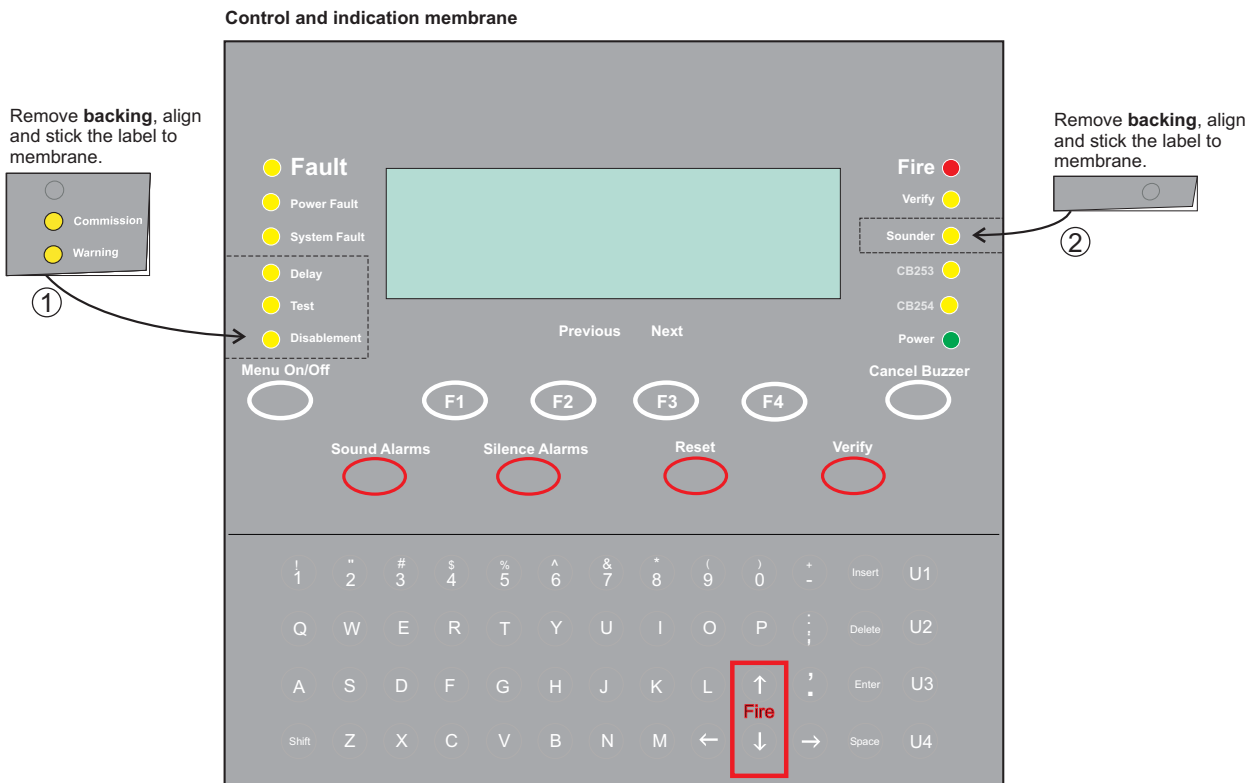 Control and indication membrane
Remove backing, align
and stick the label to
membrane.
Commission
Warning
1
Remove backing, align
and stick the label to
membrane.
2
Fault
Power Fault
System Fault
Delay
Test
Disablement
Fire
Verify
Sounder
CB253
CB254
Power
Previous Next
Menu On/Off
Cancel Buzzer
F1 F2 F3 F4
Sound Alarms Silence Alarms Reset Verify
! " # $ % ^ & * ( ) +
1 2 3 4 5 6 7 8 9 0 - Insert U1
Q W E R T Y U I O P : ; Delete U2
A S D F G H J K L ↑ , . Enter U3
Fire
Shift Z X C V B N M ← ↓ → Space U4